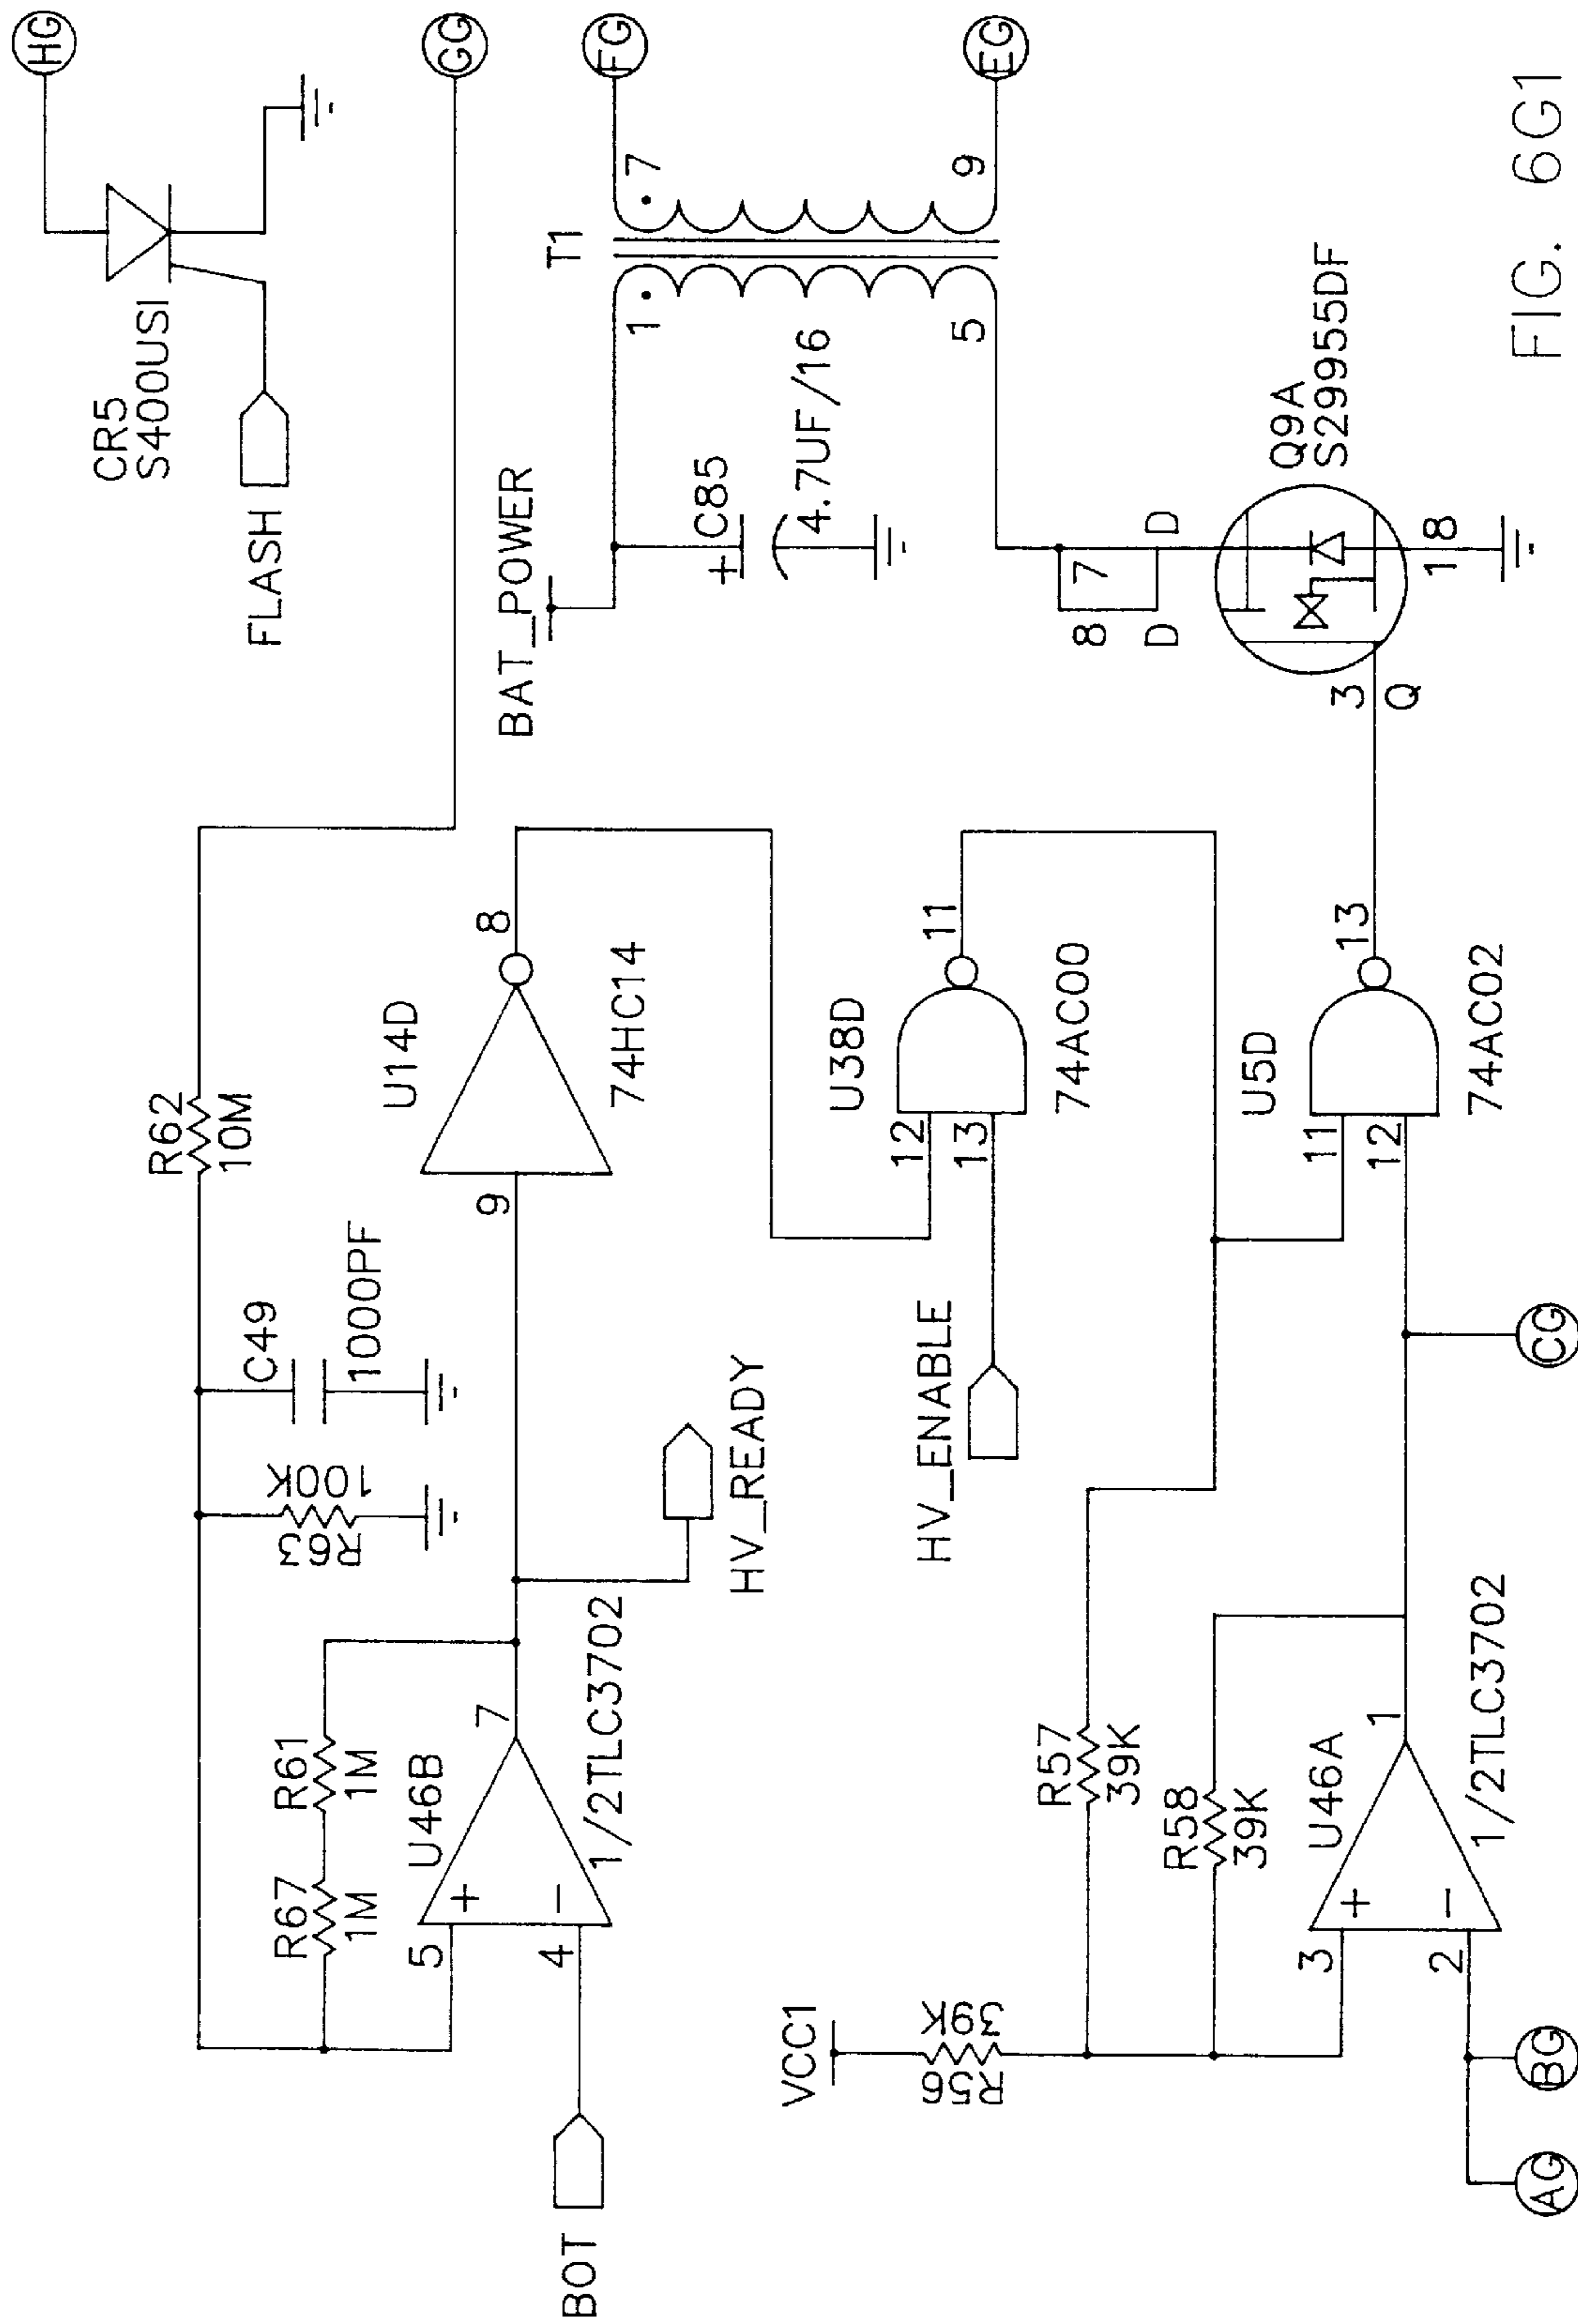 HG
CR5
S400USI
FLASH
GG
R62
10M
C49
1000PF
R63
100K
R61
1M
R67
1M
U46B
5
4
7
+
−
1/2TLC3702
BOT
HV_READY
U14D
9
8
74HC14
BAT_POWER
+
C85
4.7UF/16
T1
1
5
7
9
FG
EG
U38D
12
13
11
74AC00
HV_ENABLE
VCC1
R56
39K
R57
39K
R58
39K
U46A
3
2
1
+
−
1/2TLC3702
AG
BG
CG
U5D
11
12
13
74AC02
8
7
D
D
3
Q
Q9A
S29955DF
1
8
FIG. 6G1